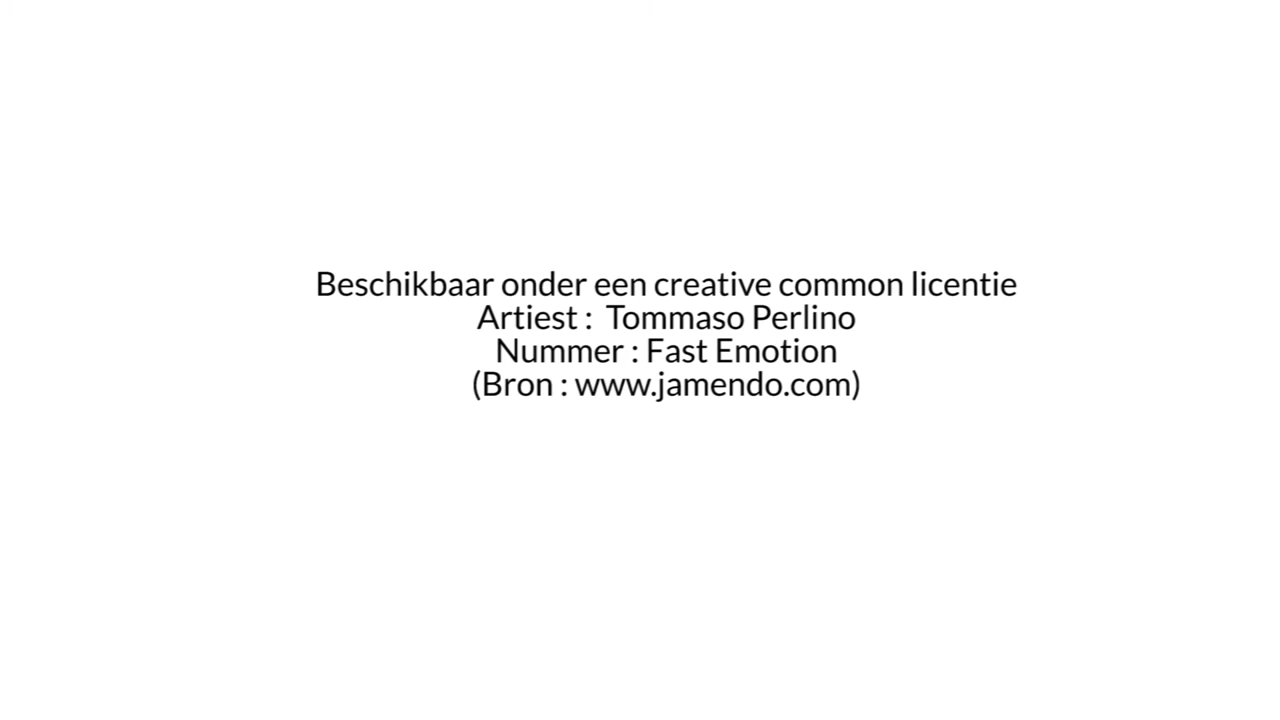 Beschikbaar onder een creative common licentie
Artiest :  Tommaso Perlino
Nummer : Fast Emotion
(Bron : www.jamendo.com)